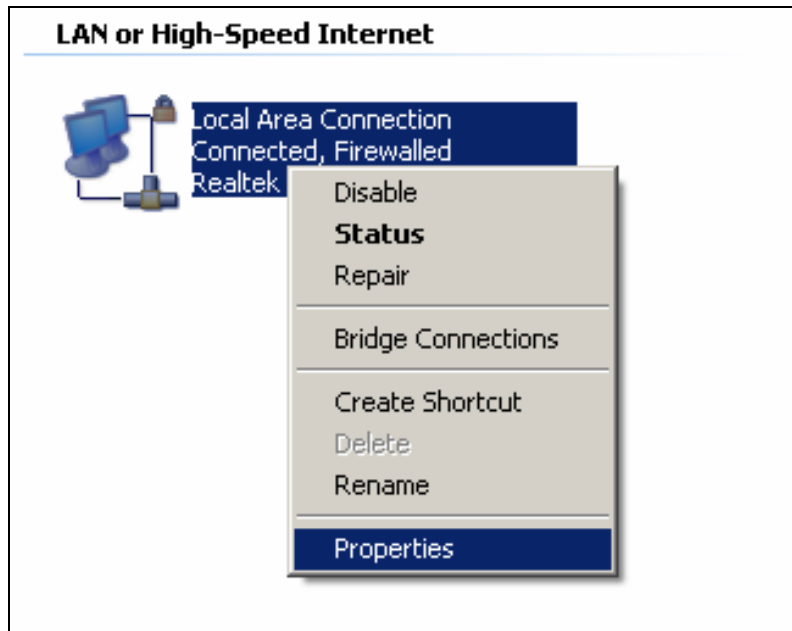 LAN or High-Speed Internet
Local Area Connection
Connected, Firewalled
Realtek
Disable
Status
Repair
Bridge Connections
Create Shortcut
Delete
Rename
Properties